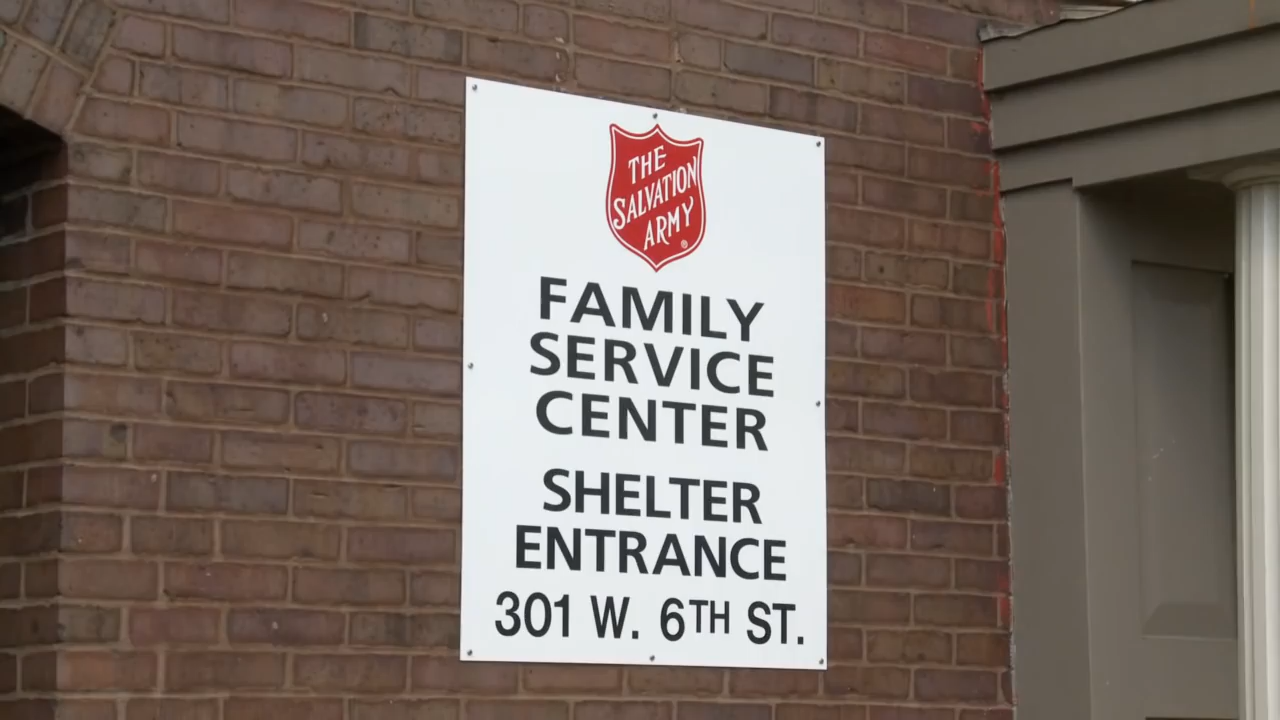 THE
SALVATION
ARMY
®
FAMILY
SERVICE
CENTER
SHELTER
ENTRANCE
301 W. 6TH ST.